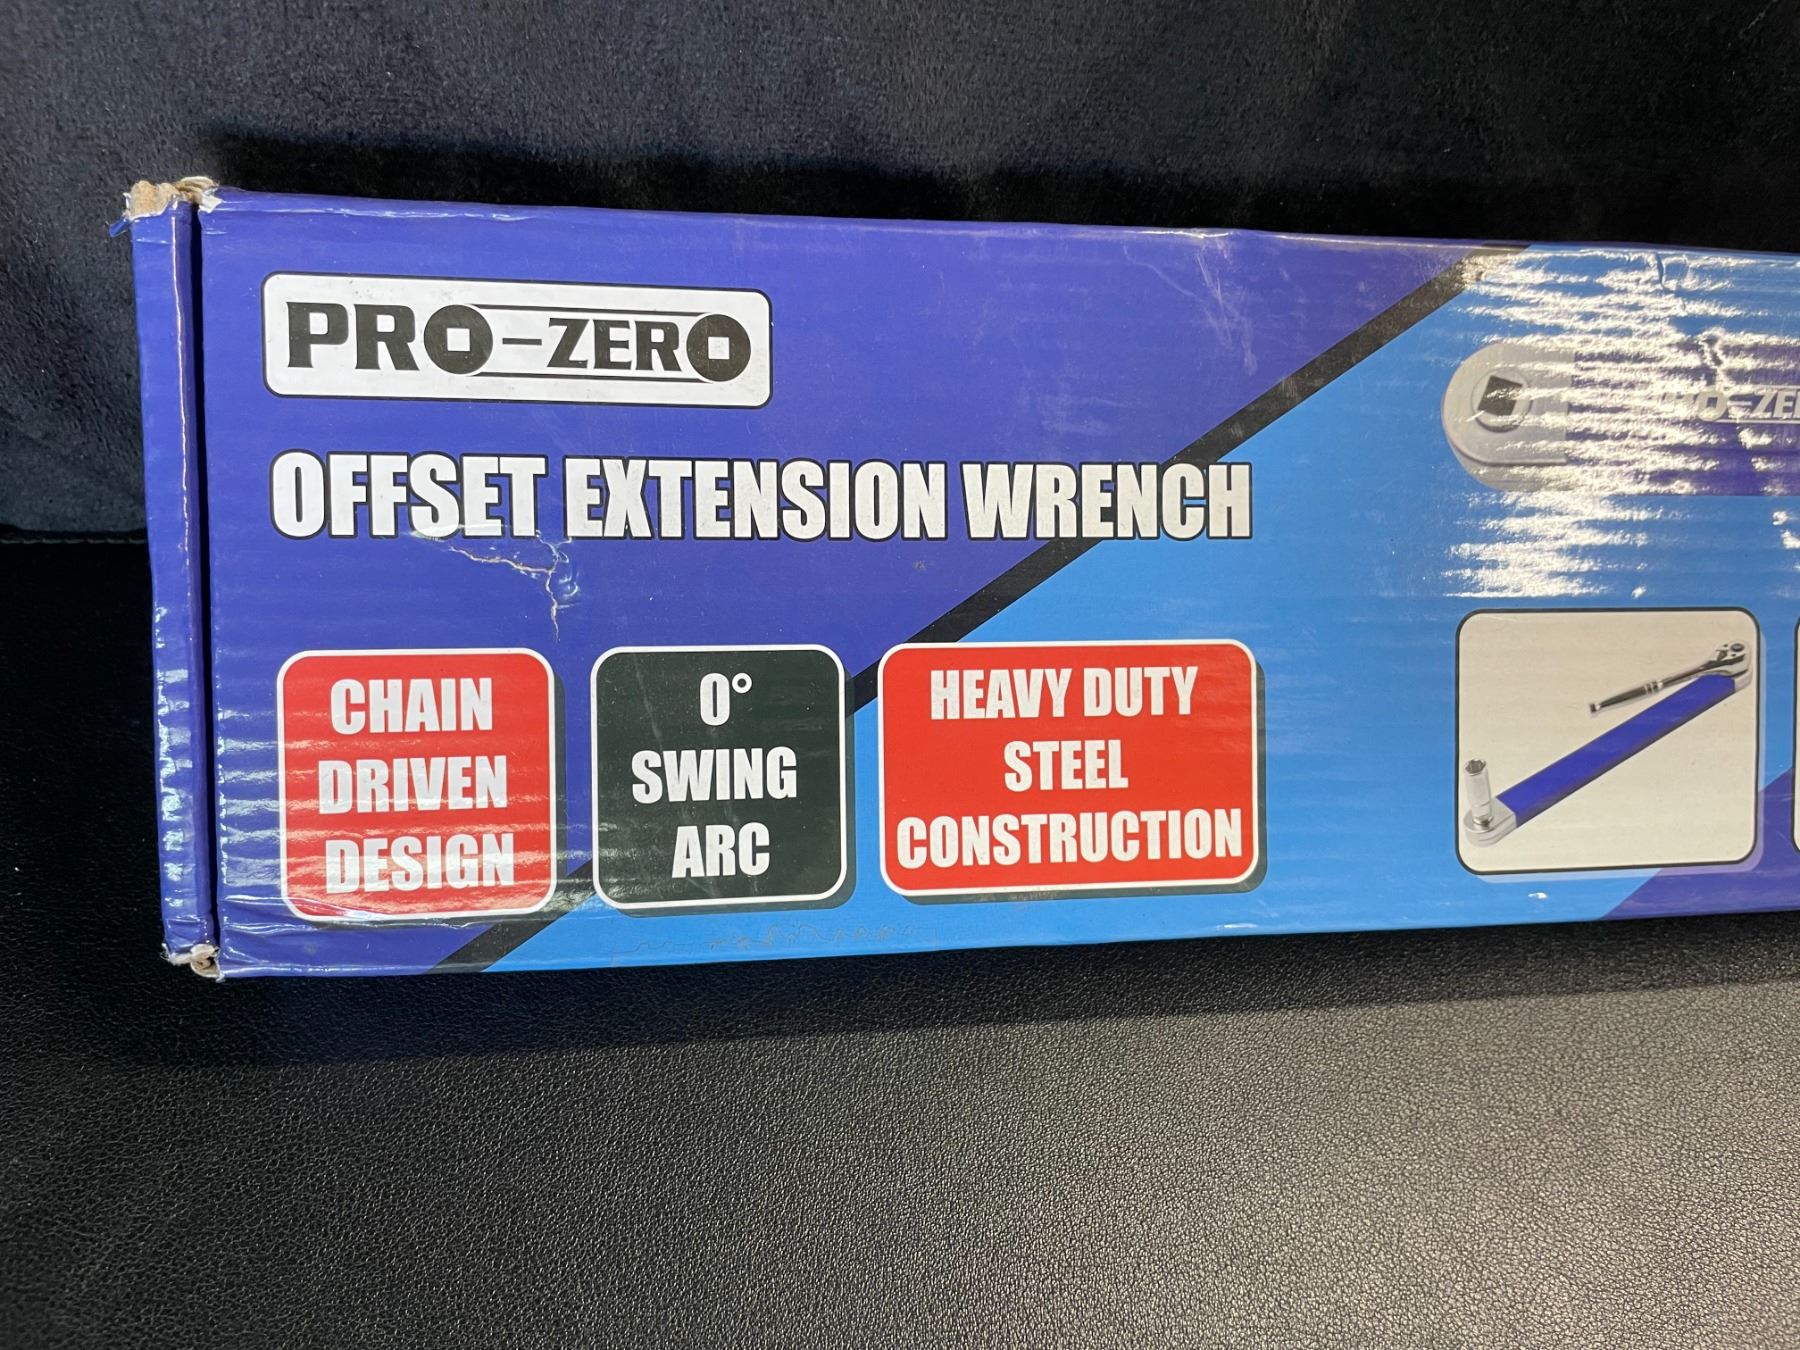 PRO-ZERO
OFFSET EXTENSION WRENCH
CHAIN
DRIVEN
DESIGN
0°
SWING
ARC
HEAVY DUTY
STEEL
CONSTRUCTION